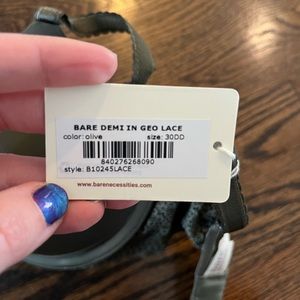 BARE DEMI IN GEO LACE
color: olive size: 30DD
840276268090
style: B10245LACE
www.barenecessities.com